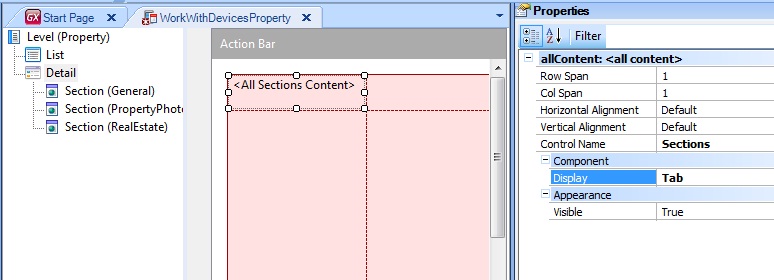 Start Page
WorkWithDevicesProperty
Level (Property)
List
Detail
Section (General)
Section (PropertyPhoto
Section (RealEstate)
Action Bar
<All Sections Content>
Properties
Filter
allContent: <all content>
Row Span 1
Col Span 1
Horizontal Alignment Default
Vertical Alignment Default
Control Name Sections
Component
Display Tab
Appearance
Visible True